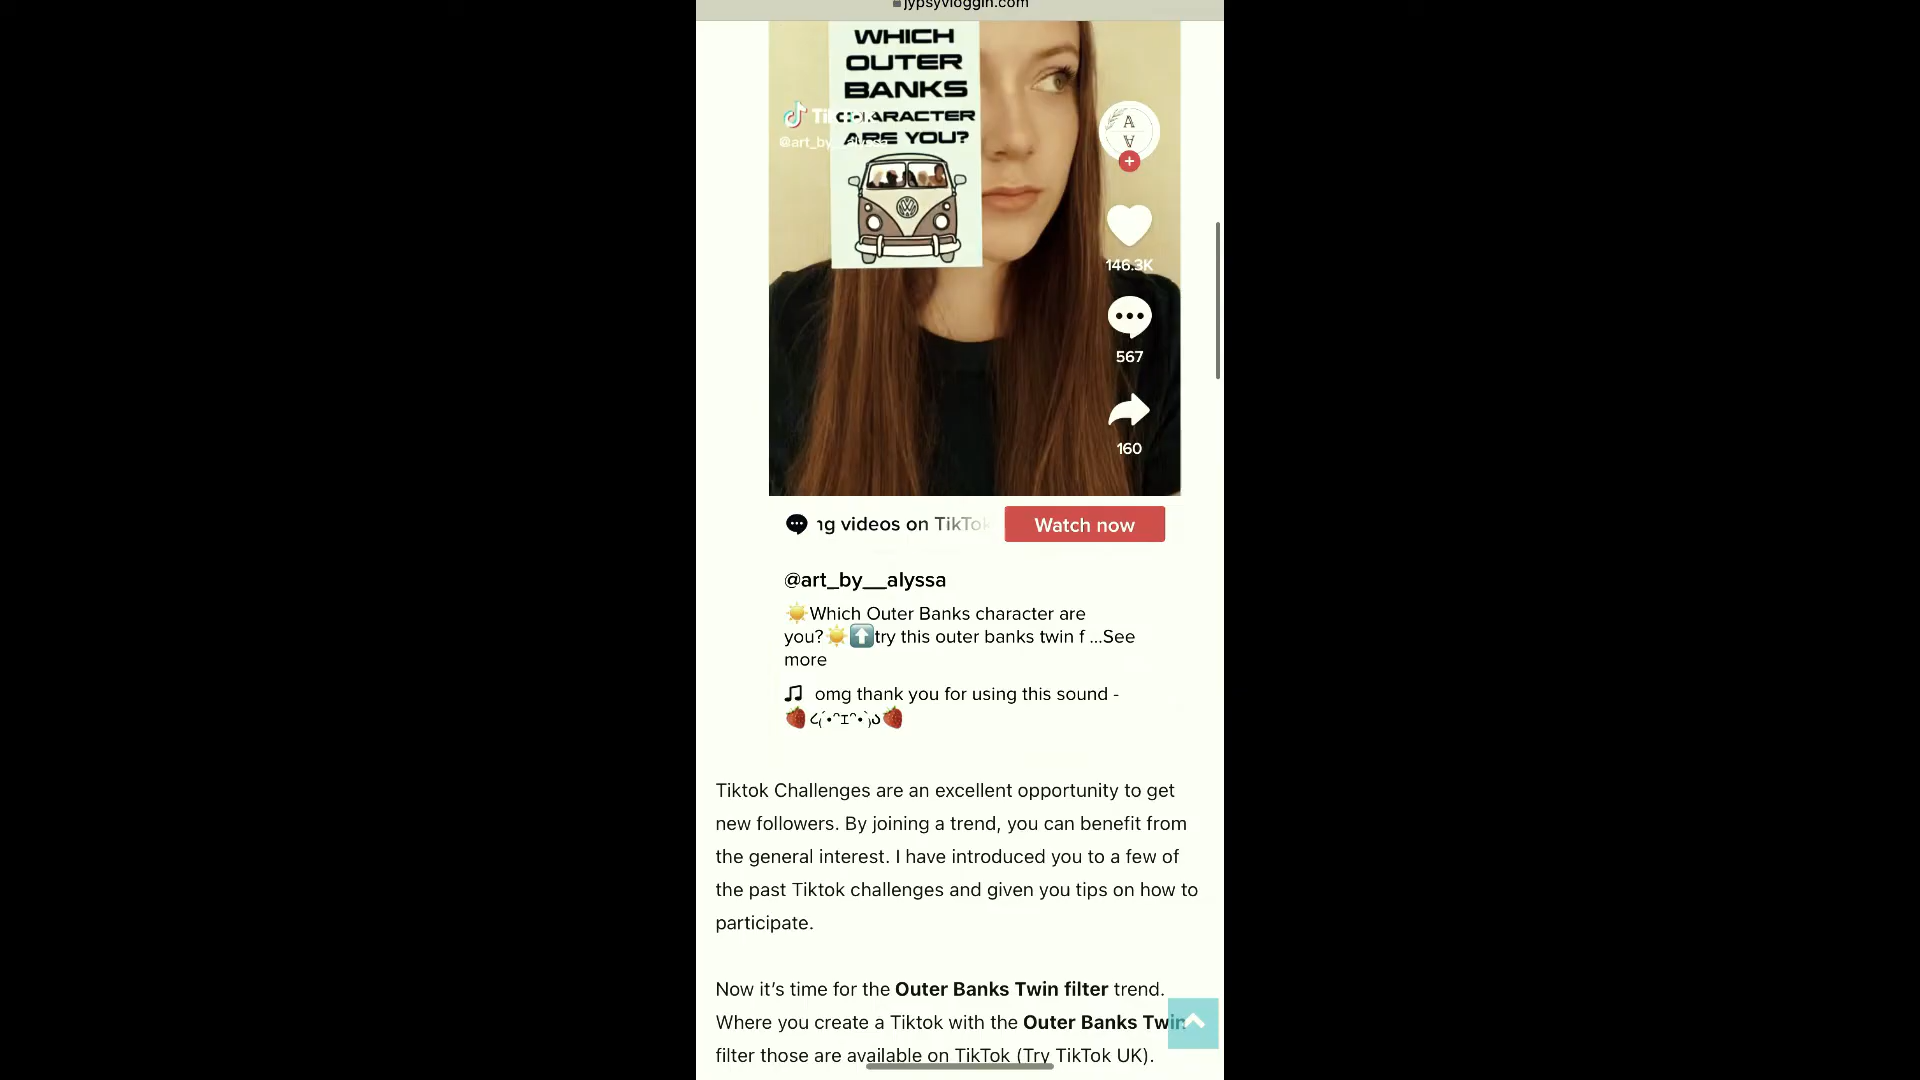 jypsyvloggin.com
WHICH
OUTER
BANKS
CHARACTER
ARE YOU?
TikTok
@art_by__alyssa
146.3K
567
160
ng videos on TikTok
Watch now
@art_by__alyssa
☀️Which Outer Banks character are
you?☀️⬆️try this outer banks twin f ...See
more
♫ omg thank you for using this sound -
🍓૮₍´•ᵔɪᵔ•`₎ა🍓
Tiktok Challenges are an excellent opportunity to get
new followers. By joining a trend, you can benefit from
the general interest. I have introduced you to a few of
the past Tiktok challenges and given you tips on how to
participate.
Now it’s time for the Outer Banks Twin filter trend.
Where you create a Tiktok with the Outer Banks Twin
filter those are available on TikTok (Try TikTok UK).